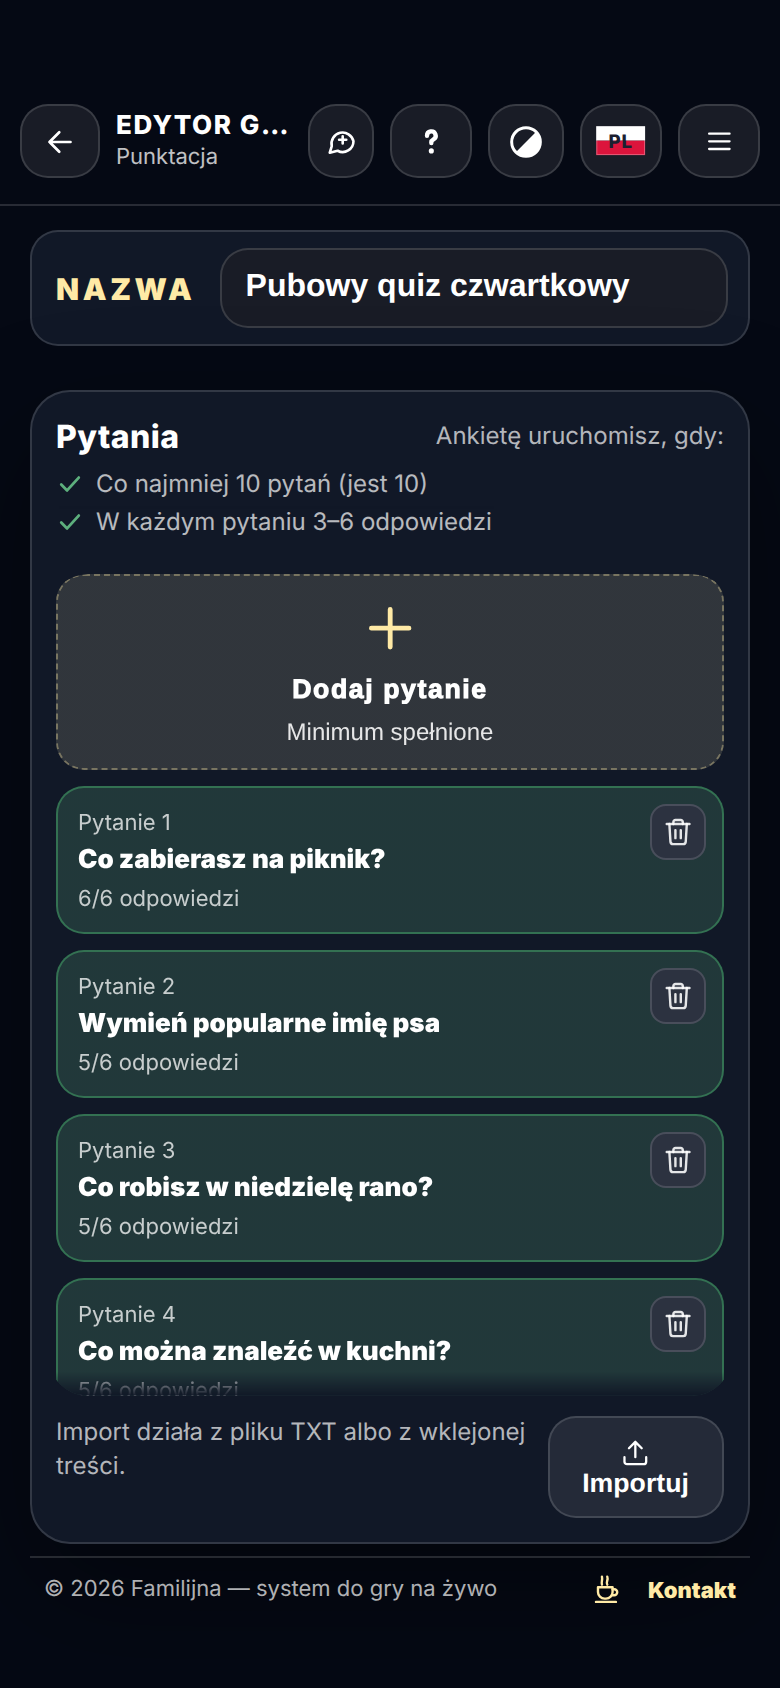 EDYTOR G...
Punktacja
?
PL
NAZWA
Pubowy quiz czwartkowy
Pytania
Ankietę uruchomisz, gdy:
Co najmniej 10 pytań (jest 10)
W każdym pytaniu 3–6 odpowiedzi
Dodaj pytanie
Minimum spełnione
Pytanie 1
Co zabierasz na piknik?
6/6 odpowiedzi
Pytanie 2
Wymień popularne imię psa
5/6 odpowiedzi
Pytanie 3
Co robisz w niedzielę rano?
5/6 odpowiedzi
Pytanie 4
Co można znaleźć w kuchni?
5/6 odpowiedzi
Import działa z pliku TXT albo z wklejonej
treści.
Importuj
© 2026 Familijna — system do gry na żywo
Kontakt